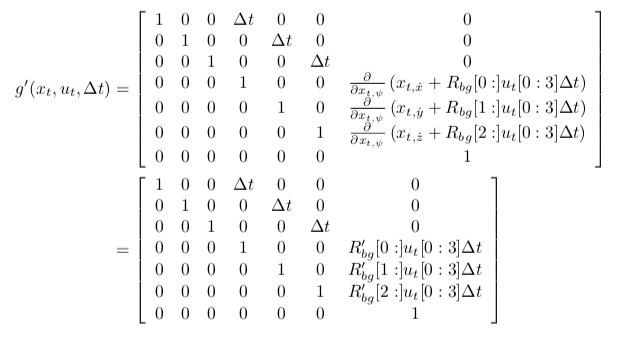 g′(x_t, u_t, Δt) = [ 1 0 0 Δt 0 0 0
0 1 0 0 Δt 0 0
0 0 1 0 0 Δt 0
0 0 0 1 0 0 ∂/∂x_{t,ψ} (x_{t,ẋ} + R_{bg}[0 :]u_t[0 : 3]Δt)
0 0 0 0 1 0 ∂/∂x_{t,ψ} (x_{t,ẏ} + R_{bg}[1 :]u_t[0 : 3]Δt)
0 0 0 0 0 1 ∂/∂x_{t,ψ} (x_{t,ż} + R_{bg}[2 :]u_t[0 : 3]Δt)
0 0 0 0 0 0 1 ]
= [ 1 0 0 Δt 0 0 0
0 1 0 0 Δt 0 0
0 0 1 0 0 Δt 0
0 0 0 1 0 0 R′_{bg}[0 :]u_t[0 : 3]Δt
0 0 0 0 1 0 R′_{bg}[1 :]u_t[0 : 3]Δt
0 0 0 0 0 1 R′_{bg}[2 :]u_t[0 : 3]Δt
0 0 0 0 0 0 1 ]